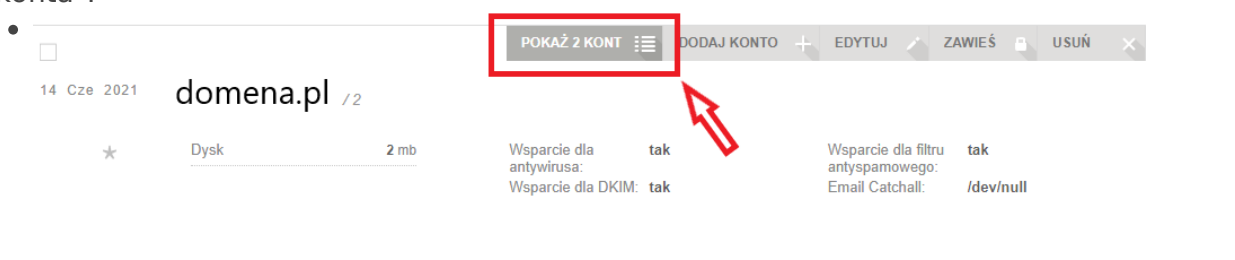 POKAŻ 2 KONT DODAJ KONTO EDYTUJ ZAWIEŚ USUŃ
14 Cze 2021 domena.pl /2
Dysk 2 mb
Wsparcie dla antywirusa: tak
Wsparcie dla DKIM: tak
Wsparcie dla filtru antyspamowego: tak
Email Catchall: /dev/null